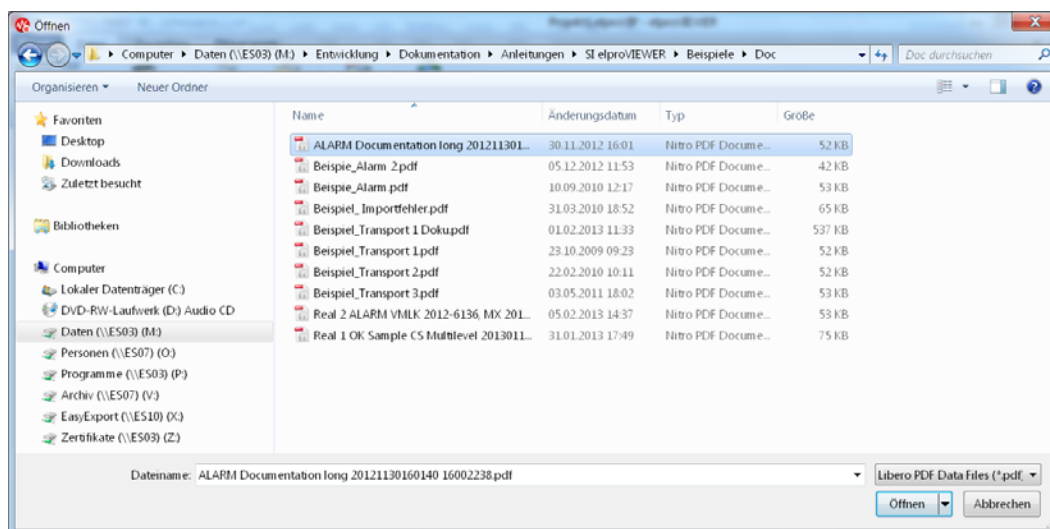 Öffnen
Computer ▸ Daten (\\ES03) (M:) ▸ Entwicklung ▸ Dokumentation ▸ Anleitungen ▸ SI elproVIEWER ▸ Beispiele ▸ Doc
Doc durchsuchen
Organisieren
Neuer Ordner
Favoriten
Desktop
Downloads
Zuletzt besucht
Bibliotheken
Computer
Lokaler Datenträger (C:)
DVD-RW-Laufwerk (D:) Audio CD
Daten (\\ES03) (M:)
Personen (\\ES07) (O:)
Programme (\\ES03) (P:)
Archiv (\\ES07) (V:)
EasyExport (\\ES10) (X:)
Zertifikate (\\ES03) (Z:)
Name Änderungsdatum Typ Größe
ALARM Documentation long 201211301... 30.11.2012 16:01 Nitro PDF Docume... 52 KB
Beispie_Alarm 2.pdf 05.12.2012 11:53 Nitro PDF Docume... 42 KB
Beispie_Alarm.pdf 10.09.2010 12:17 Nitro PDF Docume... 53 KB
Beispiel_ Importfehler.pdf 31.03.2010 18:52 Nitro PDF Docume... 65 KB
Beispiel_Transport 1 Doku.pdf 01.02.2013 11:33 Nitro PDF Docume... 537 KB
Beispiel_Transport 1.pdf 23.10.2009 09:23 Nitro PDF Docume... 52 KB
Beispiel_Transport 2.pdf 22.02.2010 10:11 Nitro PDF Docume... 52 KB
Beispiel_Transport 3.pdf 03.05.2011 18:02 Nitro PDF Docume... 53 KB
Real 2 ALARM VMLK 2012-6136, MX 201... 05.02.2013 14:37 Nitro PDF Docume... 53 KB
Real 1 OK Sample CS Multilevel 2013011... 31.01.2013 17:49 Nitro PDF Docume... 75 KB
Dateiname: ALARM Documentation long 20121130160140 16002238.pdf
Libero PDF Data Files (*.pdf,
Öffnen
Abbrechen